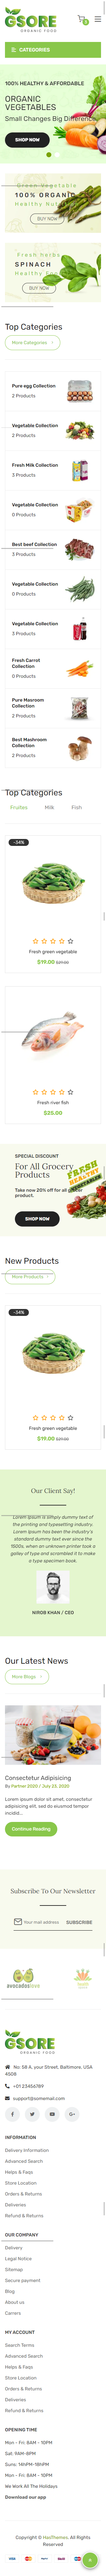 GSORE
ORGANIC FOOD
0
CATEGORIES
100% HEALTHY & AFFORDABLE
ORGANIC
VEGETABLES
Small Changes Big Difference
SHOP NOW
Green Vegetable
100% ORGANIC
Healthy Nutrition
BUY NOW
Fresh herbs
SPINACH
Healthy Food
BUY NOW
Top Categories
More Categories
Pure egg Collection
2 Products
Vegetable Collection
2 Products
Fresh Milk Collection
3 Products
Vegetable Collection
0 Products
Best beef Collection
3 Products
Vegetable Collection
0 Products
Vegetable Collection
3 Products
Fresh Carrot
Collection
0 Products
Pure Masroom
Collection
2 Products
Best Mashroom
Collection
2 Products
Top Categories
Fruites Milk Fish
-34%
Fresh green vegetable
$19.00 $29.00
Fresh river fish
$25.00
SPECIAL DISCOUNT
For All Grocery
Products
Take now 20% off for all grocer
product.
SHOP NOW
FRESH
HEALTHY
VEGETABLES
New Products
More Products
-34%
Fresh green vegetable
$19.00 $29.00
Our Client Say!
Lorem Ipsum is simply dummy text of
the printing and typesetting industry.
Lorem Ipsum has been the industry's
standard dummy text ever since the
1500s, when an unknown printer took a
galley of type and scrambled it to make
a type specimen book.
NIROB KHAN / CEO
Our Letest News
More Blogs
Consectetur Adipisicing
By Partner 2020 / July 23, 2020
Lorem ipsum dolor sit amet, consectetur
adipisicing elit, sed do eiusmod tempor
incidid...
Continue Reading
Subscribe To Our Newsletter
Your mail address SUBSCRIBE
avocadoslove
GSORE
ORGANIC FOOD
No: 58 A, your Street, Baltimore, USA
4508
+01 23456789
support@sitemail.com
INFORMATION
Delivery Information
Advanced Search
Helps & Faqs
Store Location
Orders & Returns
Deliveries
Refund & Returns
OUR COMPANY
Delivery
Legal Notice
Sitemap
Secure payment
Blog
About us
Careers
MY ACCOUNT
Search Terms
Advanced Search
Helps & Faqs
Store Location
Orders & Returns
Deliveries
Refund & Returns
OPENING TIME
Mon - Fri: 8AM - 10PM
Sat: 9AM-8PM
Suns: 14hPM-18hPM
Mon - Fri: 8AM - 10PM
We Work All The Holidays
Download our app
Copyright © HasThemes. All Rights
Reserved